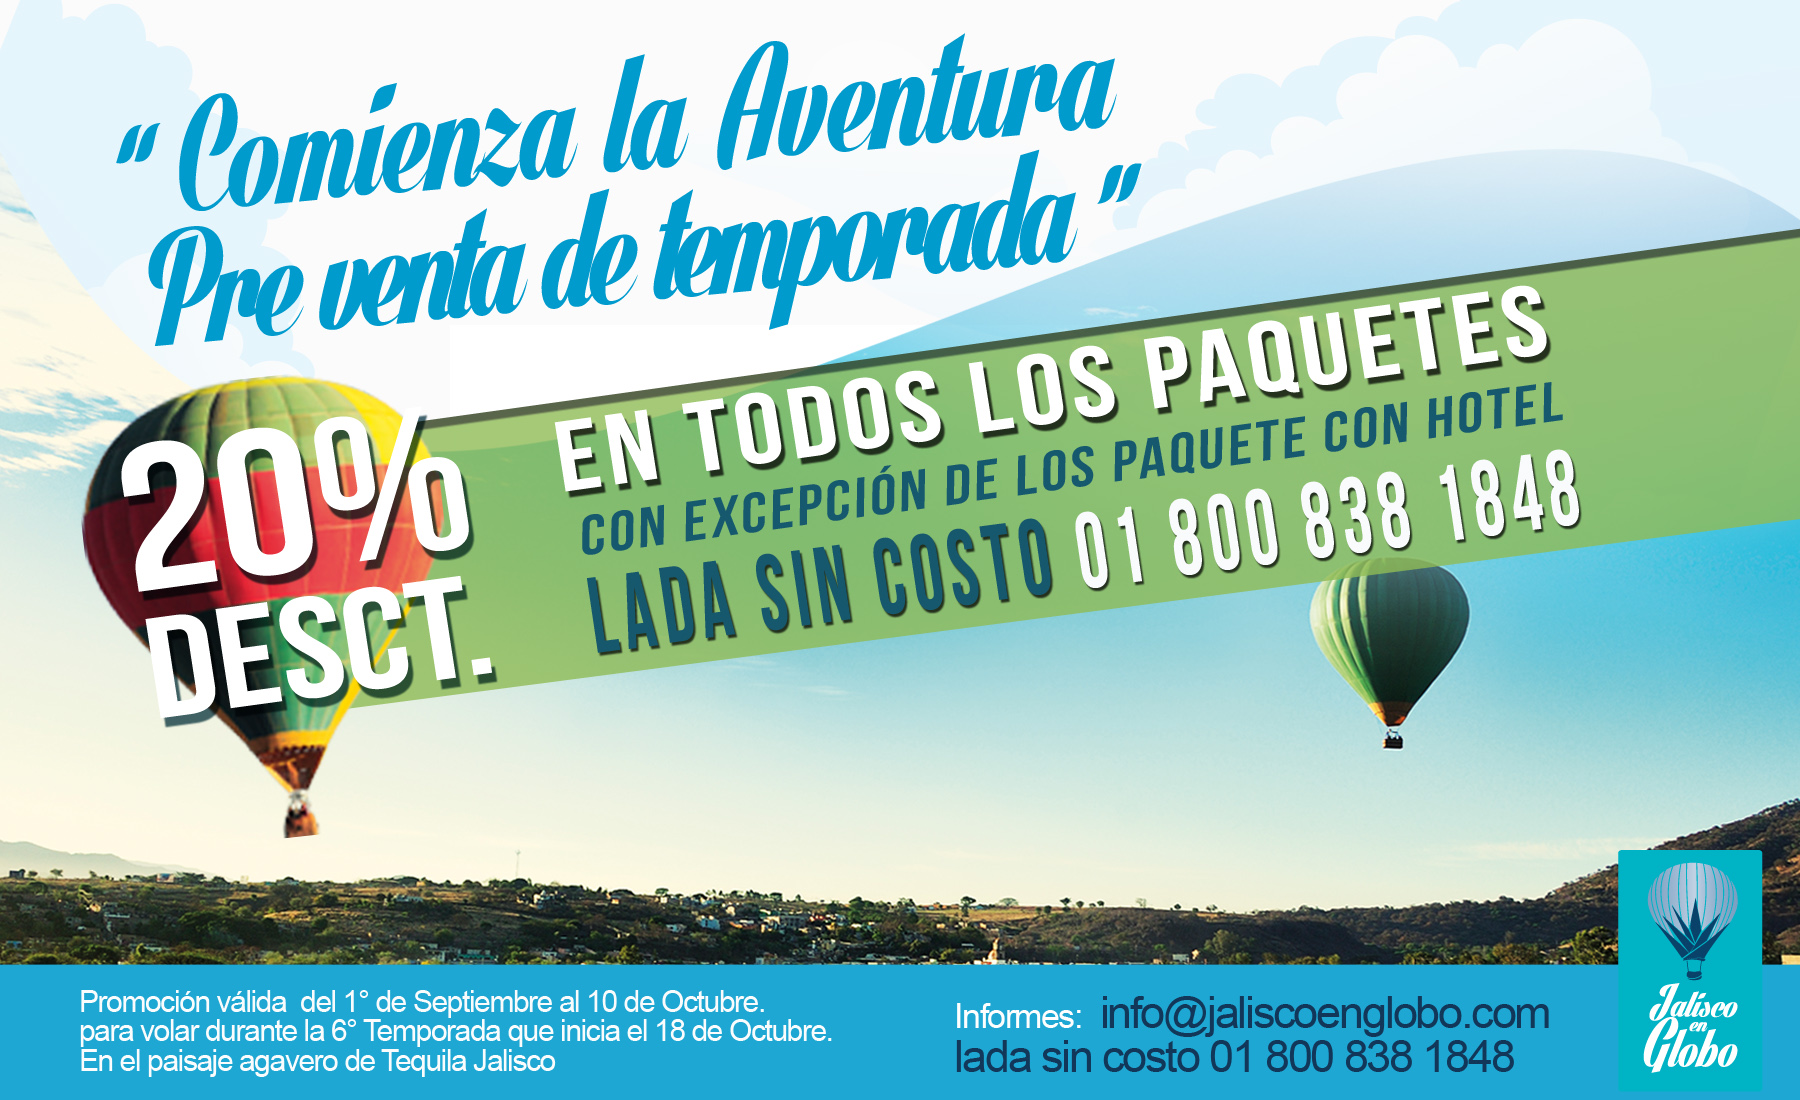 “ Comienza la Aventura
Pre venta de temporada ”
20%
DESCT.
EN TODOS LOS PAQUETES
CON EXCEPCIÓN DE LOS PAQUETE CON HOTEL
LADA SIN COSTO 01 800 838 1848
Promoción válida  del 1° de Septiembre al 10 de Octubre.
para volar durante la 6° Temporada que inicia el 18 de Octubre.
En el paisaje agavero de Tequila Jalisco
Informes: info@jaliscoenglobo.com
lada sin costo 01 800 838 1848
Jalisco
en
Globo